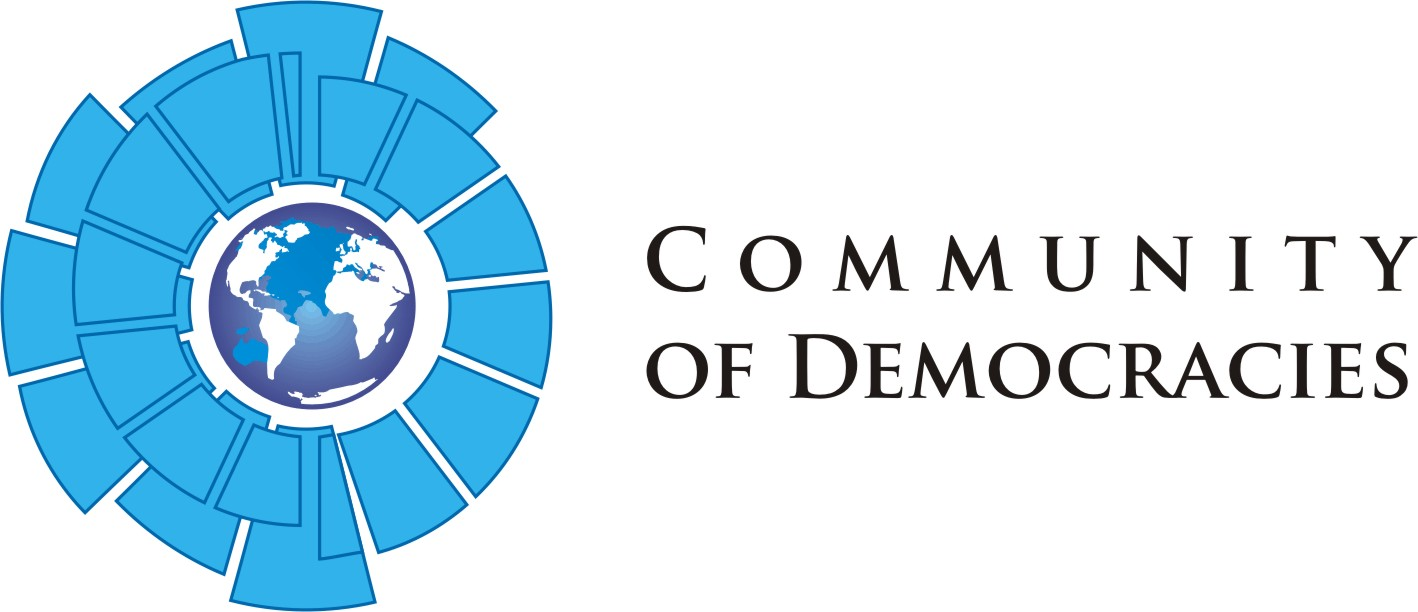 COMMUNITY
OF DEMOCRACIES